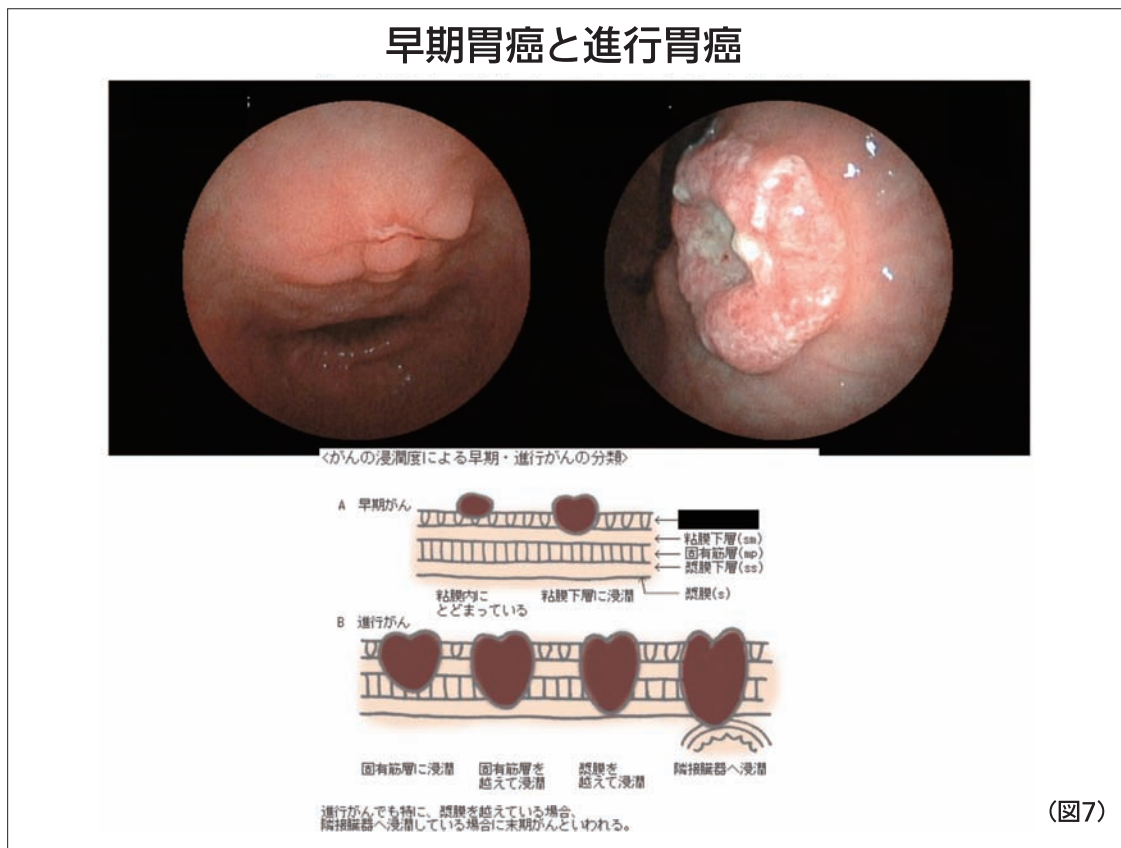 早期胃癌と進行胃癌
<がんの浸潤度による早期・進行がんの分類>
A 早期がん
粘膜下層(sm)
固有筋層(mp)
漿膜下層(ss)
漿膜(s)
粘膜内に
とどまっている
粘膜下層に浸潤
B 進行がん
固有筋層に浸潤
固有筋層を
越えて浸潤
漿膜を
越えて浸潤
隣接臓器へ浸潤
進行がんでも特に、漿膜を越えている場合、
隣接臓器へ浸潤している場合に末期がんといわれる。
(図7)